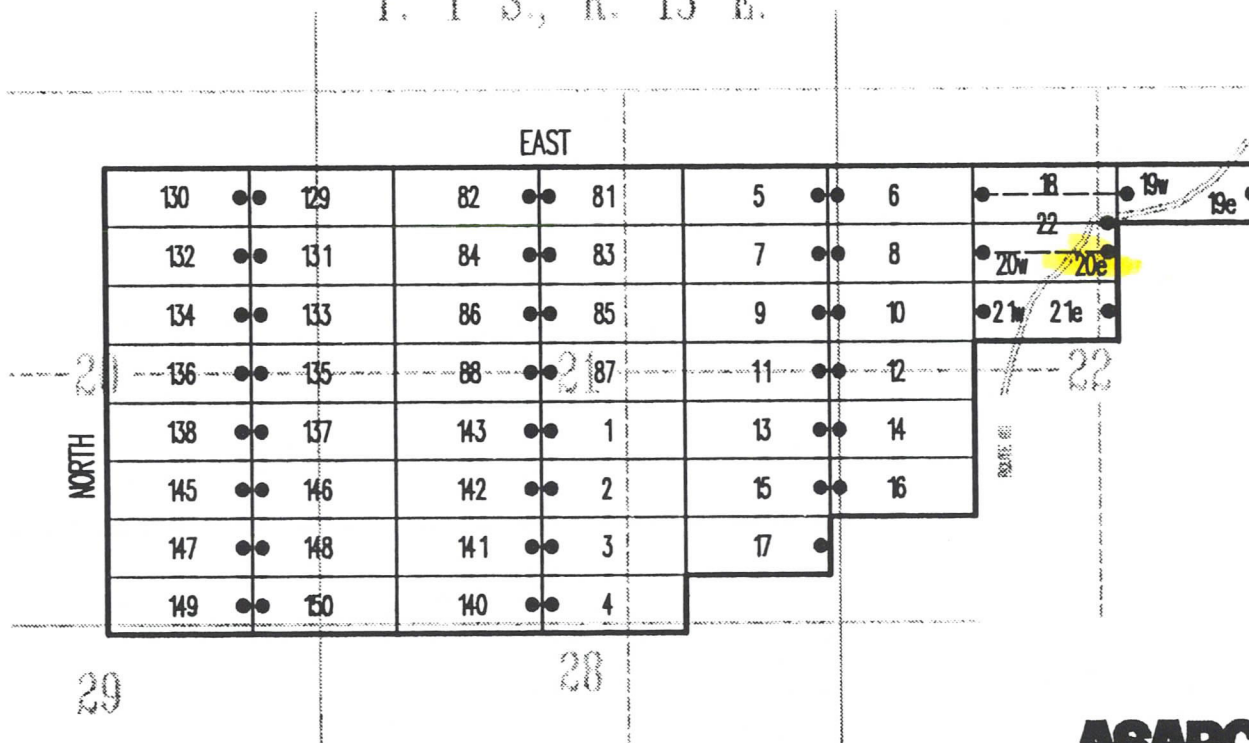 T. 1 S., R. 13 E.
EAST
130 129 82 81 5 6 18 19w 19e
22
132 131 84 83 7 8 20w 20e
134 133 86 85 9 10 21w 21e
20 136 135 88 21 87 11 12 22
138 137 143 1 13 14
NORTH
145 146 142 2 15 16
147 148 141 3 17
149 150 140 4
29 28